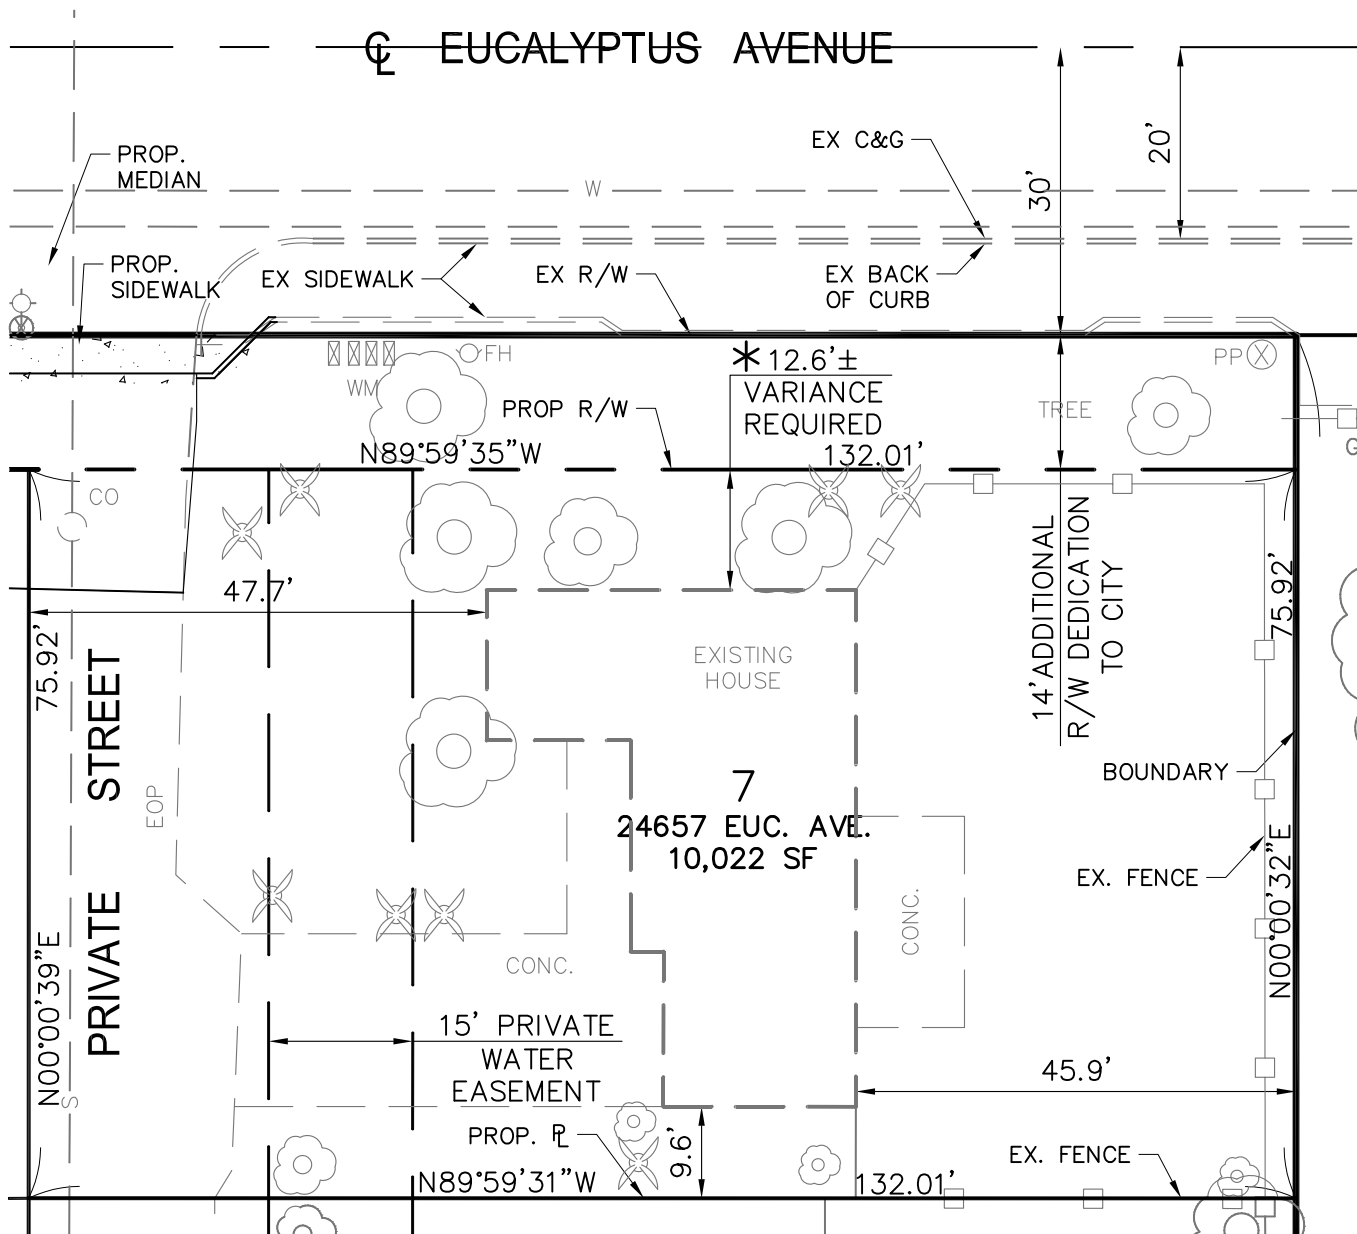 ℄ EUCALYPTUS AVENUE
PROP.
MEDIAN
EX C&G
20'
30'
W
PROP.
SIDEWALK
EX SIDEWALK
EX R/W
EX BACK
OF CURB
FH
WM
* 12.6'±
VARIANCE
REQUIRED
PP
TREE
PROP R/W
N89°59'35"W
132.01'
G
CO
47.7'
14' ADDITIONAL
R/W DEDICATION
TO CITY
75.92'
75.92'
EXISTING
HOUSE
PRIVATE STREET
EOP
7
24657 EUC. AVE.
10,022 SF
BOUNDARY
EX. FENCE
CONC.
CONC.
N00°00'39"E
N00°00'32"E
S
15' PRIVATE
WATER
EASEMENT
45.9'
PROP. ⅊
9.6'
EX. FENCE
N89°59'31"W
132.01'